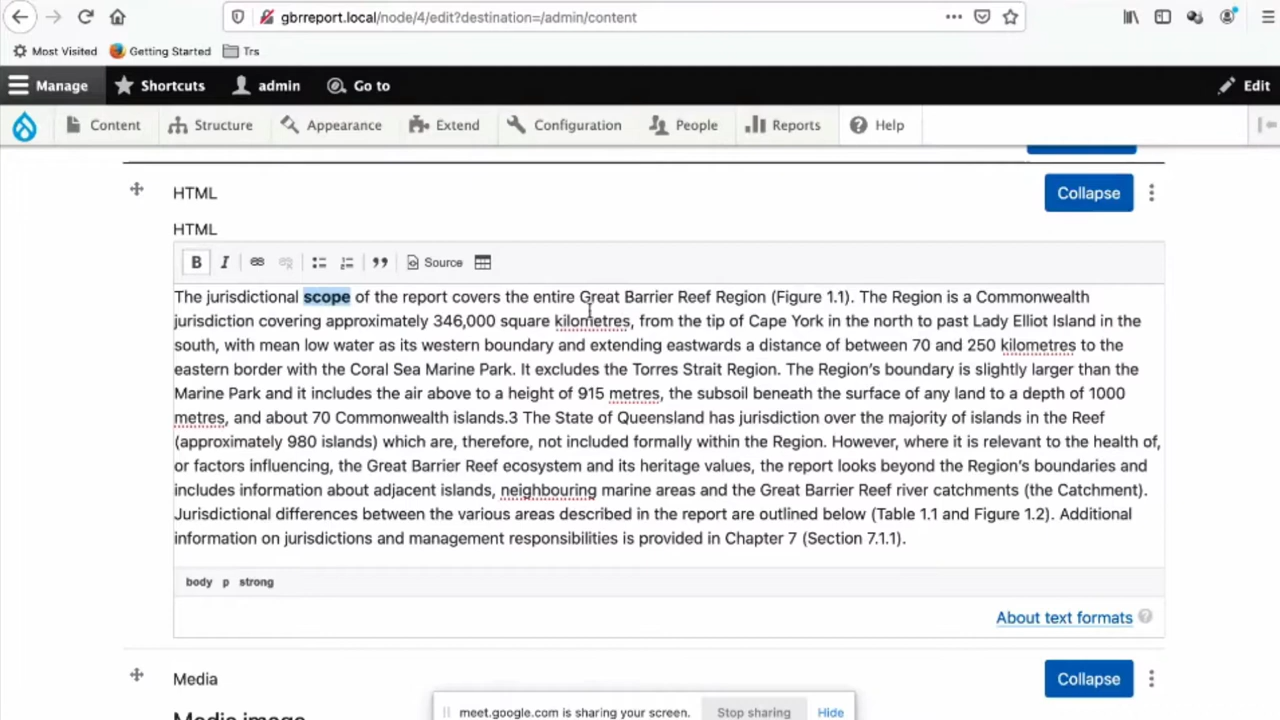 gbrreport.local/node/4/edit?destination=/admin/content
Most Visited Getting Started Trs
Manage Shortcuts admin Go to Edit
Content Structure Appearance Extend Configuration People Reports Help
HTML Collapse
HTML
B I Source
The jurisdictional scope of the report covers the entire Great Barrier Reef Region (Figure 1.1). The Region is a Commonwealth
jurisdiction covering approximately 346,000 square kilometres, from the tip of Cape York in the north to past Lady Elliot Island in the
south, with mean low water as its western boundary and extending eastwards a distance of between 70 and 250 kilometres to the
eastern border with the Coral Sea Marine Park. It excludes the Torres Strait Region. The Region's boundary is slightly larger than the
Marine Park and it includes the air above to a height of 915 metres, the subsoil beneath the surface of any land to a depth of 1000
metres, and about 70 Commonwealth islands.3 The State of Queensland has jurisdiction over the majority of islands in the Reef
(approximately 980 islands) which are, therefore, not included formally within the Region. However, where it is relevant to the health of,
or factors influencing, the Great Barrier Reef ecosystem and its heritage values, the report looks beyond the Region's boundaries and
includes information about adjacent islands, neighbouring marine areas and the Great Barrier Reef river catchments (the Catchment).
Jurisdictional differences between the various areas described in the report are outlined below (Table 1.1 and Figure 1.2). Additional
information on jurisdictions and management responsibilities is provided in Chapter 7 (Section 7.1.1).
body p strong
About text formats ?
Media Collapse
Media image
meet.google.com is sharing your screen. Stop sharing Hide